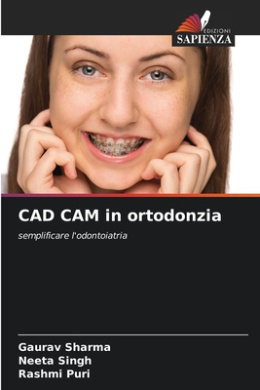 EDIZIONI
SAPIENZA
CAD CAM in ortodonzia
semplificare l'odontoiatria
Gaurav Sharma
Neeta Singh
Rashmi Puri